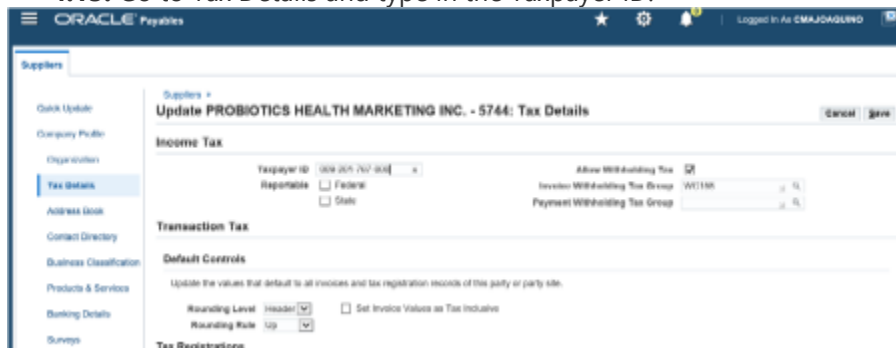 Go to Tax Details and type in the Taxpayer ID.
ORACLE Payables
Logged In As CMAJOAQUINO
Suppliers
Suppliers
Update PROBIOTICS HEALTH MARKETING INC. - 5744: Tax Details
Cancel Save
Quick Update
Company Profile
Organization
Tax Details
Address Book
Contact Directory
Business Classification
Products & Services
Banking Details
Surveys
Income Tax
Taxpayer ID
Allow Withholding Tax
Reportable Federal
State
Invoice Withholding Tax Group
Payment Withholding Tax Group
Transaction Tax
Default Controls
Update the values that default to all invoices and tax registration records of this party or party site.
Rounding Level Header
Set Invoice Values as Tax Inclusive
Rounding Rule Up
Tax Registrations